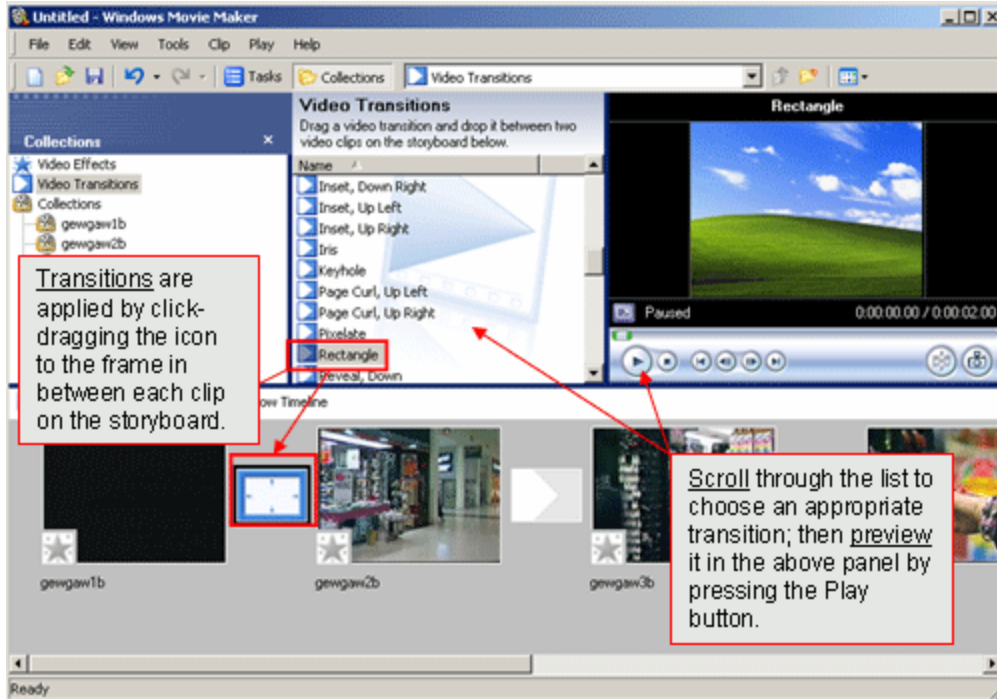 Untitled - Windows Movie Maker
File Edit View Tools Clip Play Help
Tasks Collections Video Transitions
Collections
Video Effects
Video Transitions
Collections
gewgaw1b
gewgaw2b
Video Transitions
Drag a video transition and drop it between two
video clips on the storyboard below.
Name
Inset, Down Right
Inset, Up Left
Inset, Up Right
Iris
Keyhole
Page Curl, Up Left
Page Curl, Up Right
Pixelate
Rectangle
Reveal, Down
Rectangle
Paused 0:00:00.00 / 0:00:02.00
Transitions are
applied by click-
dragging the icon
to the frame in
between each clip
on the storyboard.
Timeline
Scroll through the list to
choose an appropriate
transition; then preview
it in the above panel by
pressing the Play
button.
gewgaw1b gewgaw2b gewgaw3b
Ready